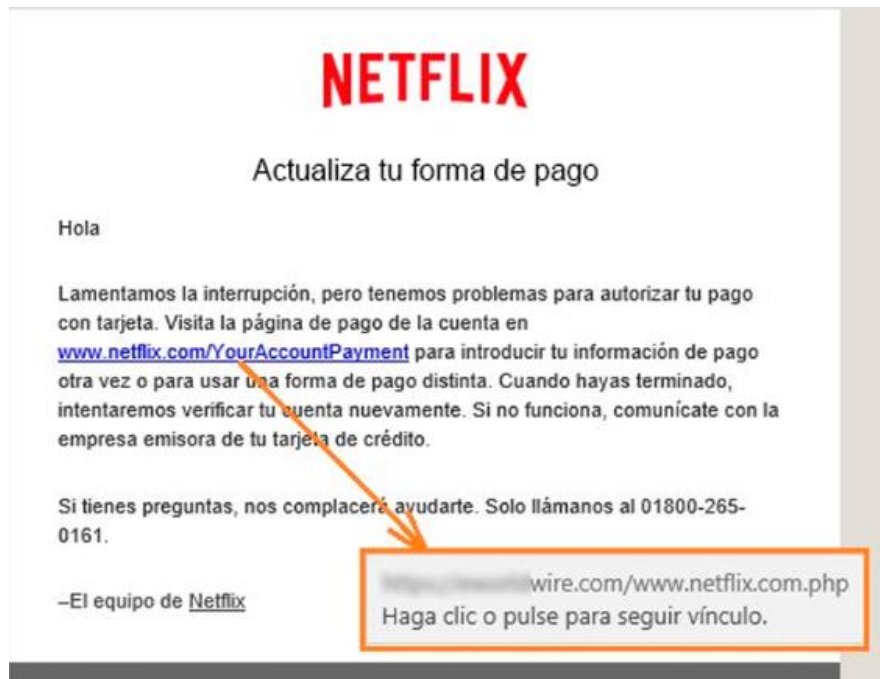 NETFLIX
Actualiza tu forma de pago
Hola
Lamentamos la interrupción, pero tenemos problemas para autorizar tu pago
con tarjeta. Visita la página de pago de la cuenta en
www.netflix.com/YourAccountPayment para introducir tu información de pago
otra vez o para usar una forma de pago distinta. Cuando hayas terminado,
intentaremos verificar tu cuenta nuevamente. Si no funciona, comunícate con la
empresa emisora de tu tarjeta de crédito.
Si tienes preguntas, nos complacerá ayudarte. Solo llámanos al 01800-265-
0161.
–El equipo de Netflix
wire.com/www.netflix.com.php
Haga clic o pulse para seguir vínculo.